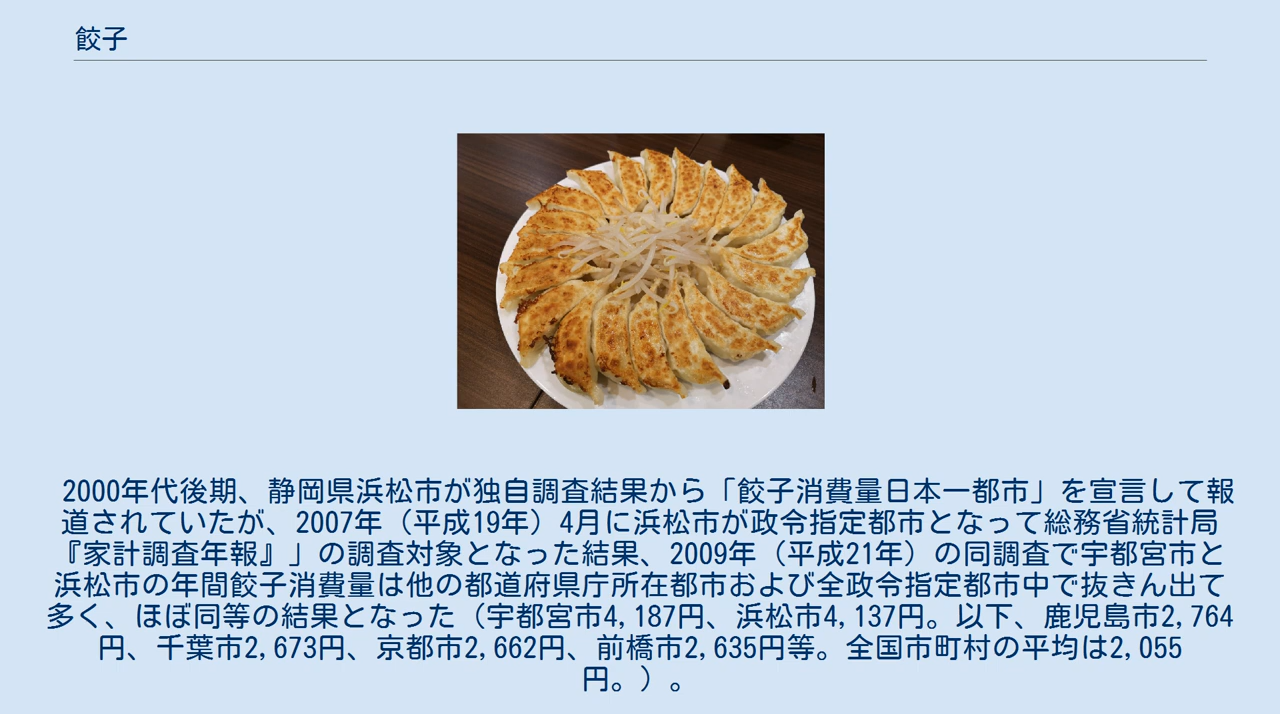 餃子
2000年代後期、静岡県浜松市が独自調査結果から「餃子消費量日本一都市」を宣言して報
道されていたが、2007年（平成19年）4月に浜松市が政令指定都市となって総務省統計局
『家計調査年報』」の調査対象となった結果、2009年（平成21年）の同調査で宇都宮市と
浜松市の年間餃子消費量は他の都道府県庁所在都市および全政令指定都市中で抜きん出て
多く、ほぼ同等の結果となった（宇都宮市4,187円、浜松市4,137円。以下、鹿児島市2,764
円、千葉市2,673円、京都市2,662円、前橋市2,635円等。全国市町村の平均は2,055
円。）。